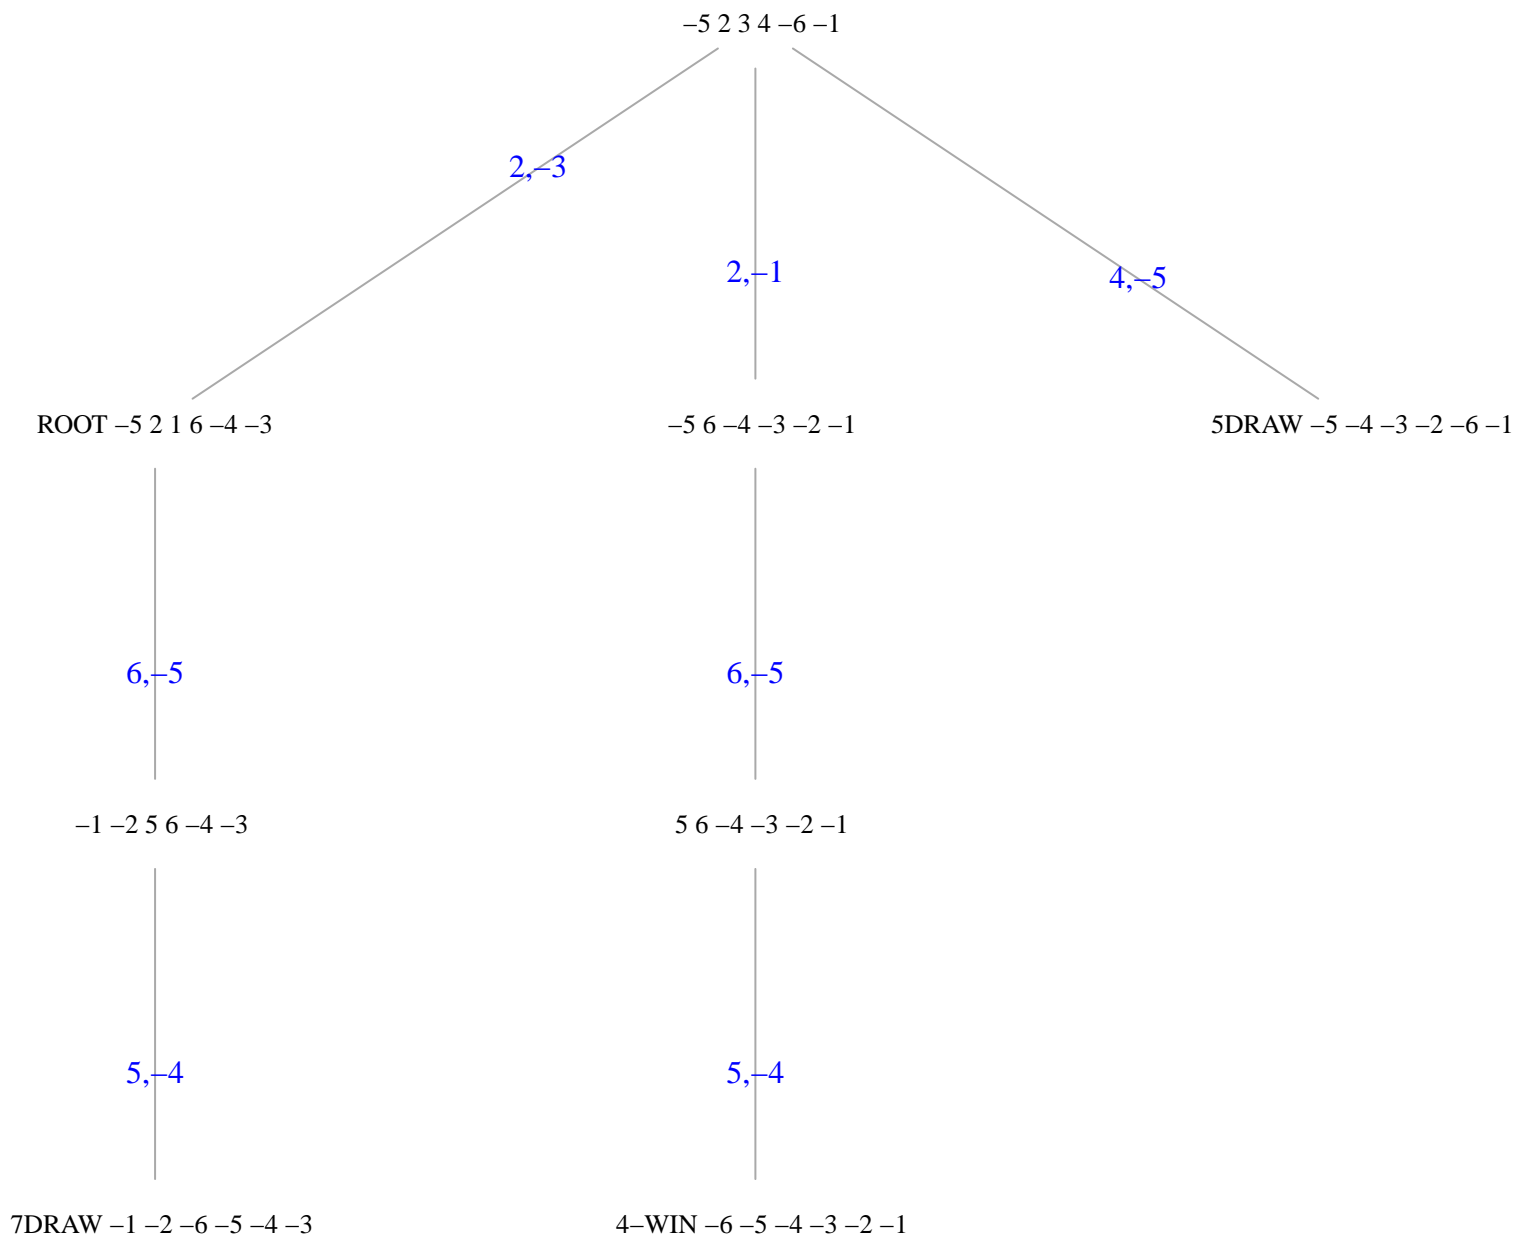 –5 2 3 4 –6 –1
2,–3
2,–1
4,–5
ROOT –5 2 1 6 –4 –3
–5 6 –4 –3 –2 –1
5DRAW –5 –4 –3 –2 –6 –1
6,–5
6,–5
–1 –2 5 6 –4 –3
5 6 –4 –3 –2 –1
5,–4
5,–4
7DRAW –1 –2 –6 –5 –4 –3
4–WIN –6 –5 –4 –3 –2 –1